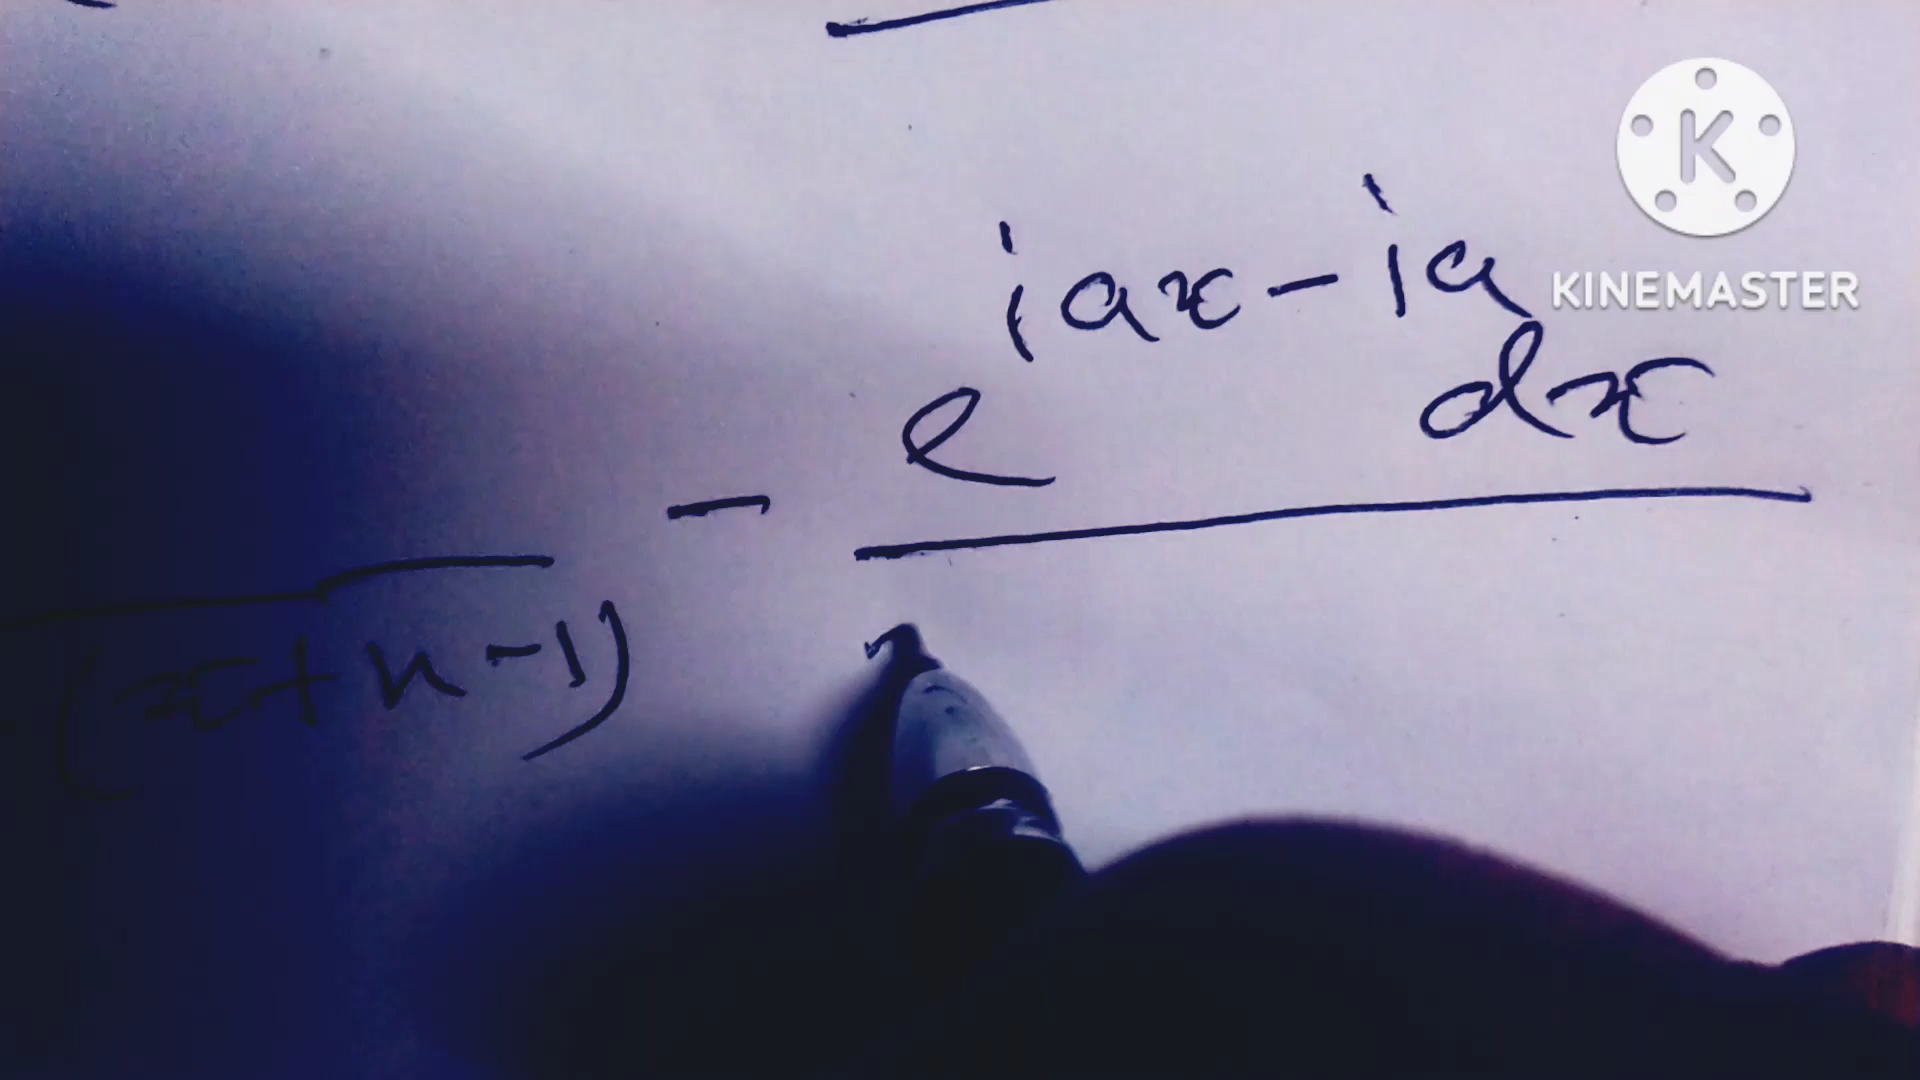 KINEMASTER
e^{iax-ia} dx
-
(x+n-1)